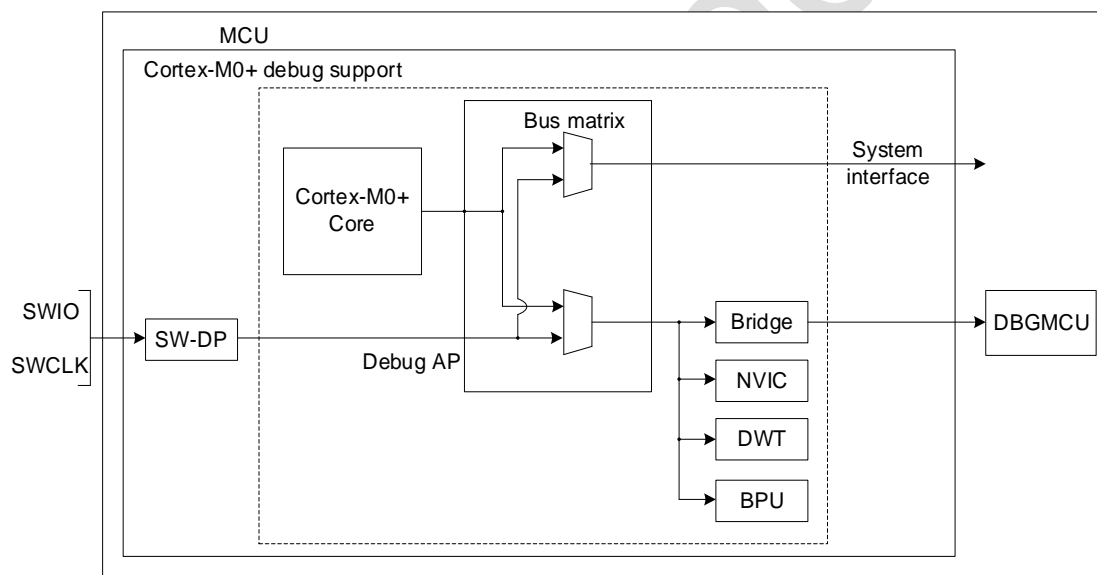 MCU
Cortex-M0+ debug support
Bus matrix
System
interface
Cortex-M0+
Core
SWIO
SWCLK
SW-DP
Debug AP
Bridge
DBGMCU
NVIC
DWT
BPU